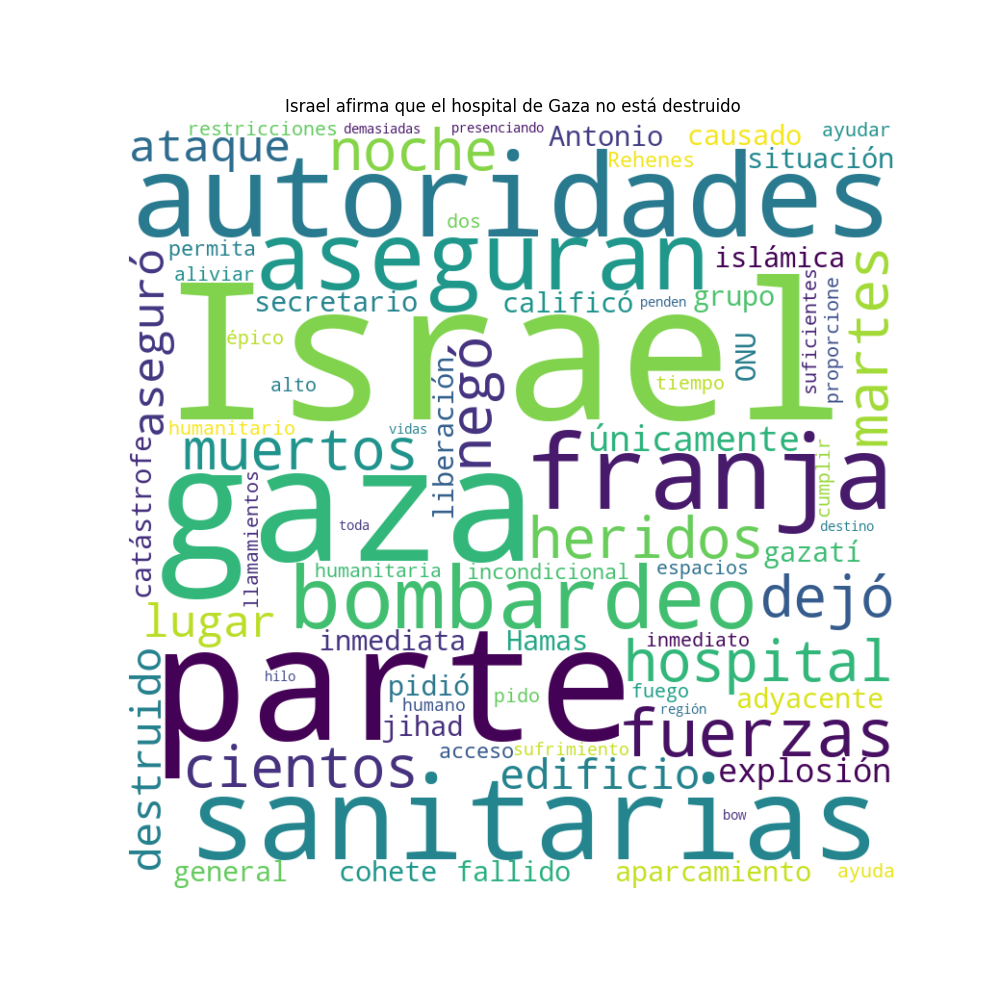 Israel afirma que el hospital de Gaza no está destruido
restricciones
demasiadas
presenciando
Antonio
causado
ayudar
ataque
noche
Rehenes
situación
autoridades
dos
permita
aseguran
islámica
aliviar
aseguró
secretario
calificó
penden
grupo
suficientes
proporcione
martes
Israel
épico
negó
ONU
alto
liberación
tiempo
humanitario
vidas
muertos
únicamente
franja
cumplir
catástrofe
llamamientos
gaza
toda
heridos
destino
gazatí
humanitaria
incondicional
espacios
bombardeo
dejó
lugar
inmediata
Hamas
inmediato
parte
hospital
destruido
hilo
pidió
humano
pido
fuego
región
adyacente
jihad
fuerzas
acceso
sufrimiento
cientos
edificio
explosión
sanitarias
bow
general
cohete
fallido
aparcamiento
ayuda